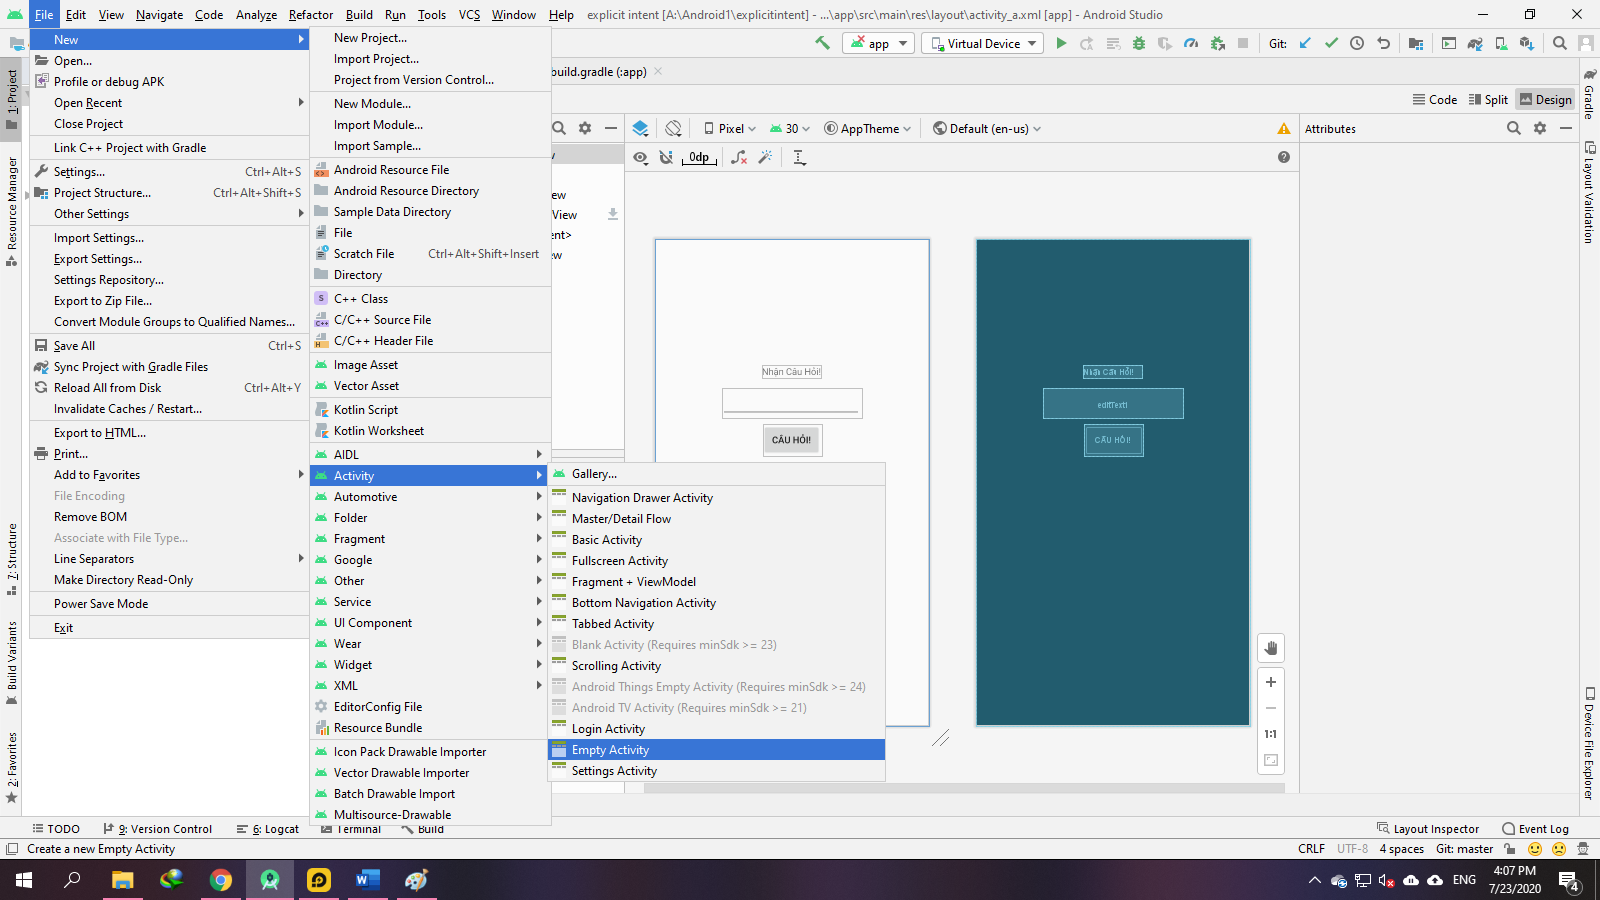 File Edit View Navigate Code Analyze Refactor Build Run Tools VCS Window Help explicit intent [A:\Android1\explicitintent] - ...\app\src\main\res\layout\activity_a.xml [app] - Android Studio
New
Open...
Profile or debug APK
Open Recent
Close Project
Link C++ Project with Gradle
Settings... Ctrl+Alt+S
Project Structure... Ctrl+Alt+Shift+S
Other Settings
Import Settings...
Export Settings...
Settings Repository...
Export to Zip File...
Convert Module Groups to Qualified Names...
Save All Ctrl+S
Sync Project with Gradle Files
Reload All from Disk Ctrl+Alt+Y
Invalidate Caches / Restart...
Export to HTML...
Print...
Add to Favorites
File Encoding
Remove BOM
Associate with File Type...
Line Separators
Make Directory Read-Only
Power Save Mode
Exit
New Project...
Import Project...
Project from Version Control...
New Module...
Import Module...
Import Sample...
Android Resource File
Android Resource Directory
Sample Data Directory
File
Scratch File Ctrl+Alt+Shift+Insert
Directory
C++ Class
C/C++ Source File
C/C++ Header File
Image Asset
Vector Asset
Kotlin Script
Kotlin Worksheet
AIDL
Activity
Automotive
Folder
Fragment
Google
Other
Service
UI Component
Wear
Widget
XML
EditorConfig File
Resource Bundle
Icon Pack Drawable Importer
Vector Drawable Importer
Batch Drawable Import
Multisource-Drawable
Gallery...
Navigation Drawer Activity
Master/Detail Flow
Basic Activity
Fullscreen Activity
Fragment + ViewModel
Bottom Navigation Activity
Tabbed Activity
Blank Activity (Requires minSdk >= 23)
Scrolling Activity
Android Things Empty Activity (Requires minSdk >= 24)
Android TV Activity (Requires minSdk >= 21)
Login Activity
Empty Activity
Settings Activity
app Virtual Device Git:
build.gradle (:app)
Code Split Design
Pixel 30 AppTheme Default (en-us)
Attributes
0dp
ew
View
ent>
ew
Nhận Câu Hỏi!
CÂU HỎI!
Nhận Câu Hỏi!
editText1
CÂU HỎI!
1:1
1: Project
Resource Manager
7: Structure
Build Variants
2: Favorites
Gradle
Layout Validation
Device File Explorer
TODO 9: Version Control 6: Logcat Terminal Build Layout Inspector Event Log
Create a new Empty Activity CRLF UTF-8 4 spaces Git: master
ENG 4:07 PM
7/23/2020
4